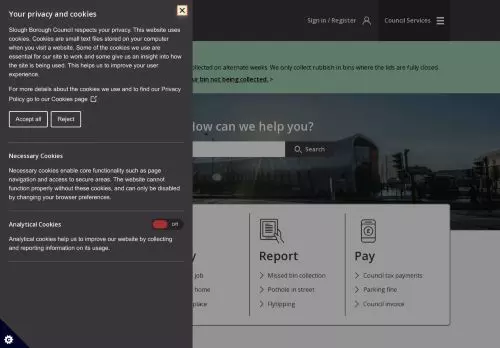 Your privacy and cookies
Slough Borough Council respects your privacy. This website uses
cookies. Cookies are small text files stored on your computer
when you visit a website. Some of the cookies we use are
essential for our site to work and some give us an insight into how
the site is being used. This helps us to improve your user
experience.
For more details about the cookies we use and to find our Privacy
Policy go to our Cookies page
Accept all
Reject
Necessary Cookies
Necessary cookies enable core functionality such as page
navigation and access to secure areas. The website cannot
function properly without these cookies, and can only be disabled
by changing your browser preferences.
Analytical Cookies
Off
Analytical cookies help us to improve our website by collecting
and reporting information on its usage.
Sign in / Register
Council Services
collected on alternate weeks. We only collect rubbish in bins where the lids are fully closed.
ur bin not being collected. >
How can we help you?
Search
y
job
home
place
Report
Missed bin collection
Pothole in street
Flytipping
Pay
Council tax payments
Parking fine
Council invoice